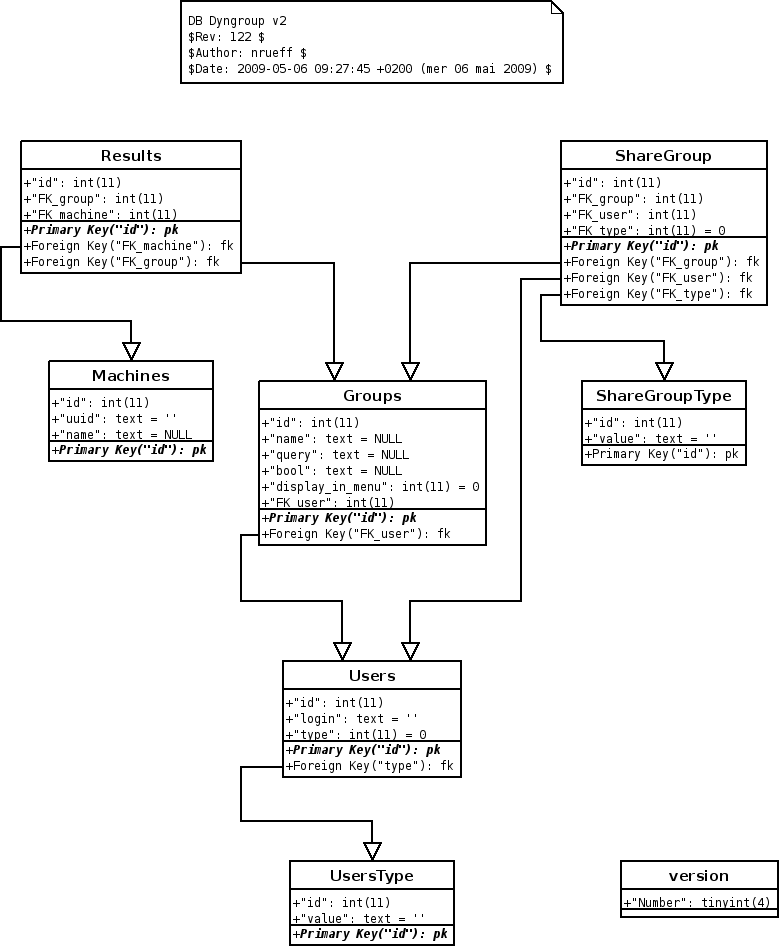 DB Dyngroup v2
$Rev: 122 $
$Author: nrueff $
$Date: 2009-05-06 09:27:45 +0200 (mer 06 mai 2009) $
Results
+"id": int(11)
+"FK_group": int(11)
+"FK_machine": int(11)
+Primary Key("id"): pk
+Foreign Key("FK_machine"): fk
+Foreign Key("FK_group"): fk
ShareGroup
+"id": int(11)
+"FK_group": int(11)
+"FK_user": int(11)
+"FK_type": int(11) = 0
+Primary Key("id"): pk
+Foreign Key("FK_group"): fk
+Foreign Key("FK_user"): fk
+Foreign Key("FK_type"): fk
Machines
+"id": int(11)
+"uuid": text = ''
+"name": text = NULL
+Primary Key("id"): pk
Groups
+"id": int(11)
+"name": text = NULL
+"query": text = NULL
+"bool": text = NULL
+"display_in_menu": int(11) = 0
+"FK_user": int(11)
+Primary Key("id"): pk
+Foreign Key("FK_user"): fk
ShareGroupType
+"id": int(11)
+"value": text = ''
+Primary Key("id"): pk
Users
+"id": int(11)
+"login": text = ''
+"type": int(11) = 0
+Primary Key("id"): pk
+Foreign Key("type"): fk
UsersType
+"id": int(11)
+"value": text = ''
+Primary Key("id"): pk
version
+"Number": tinyint(4)